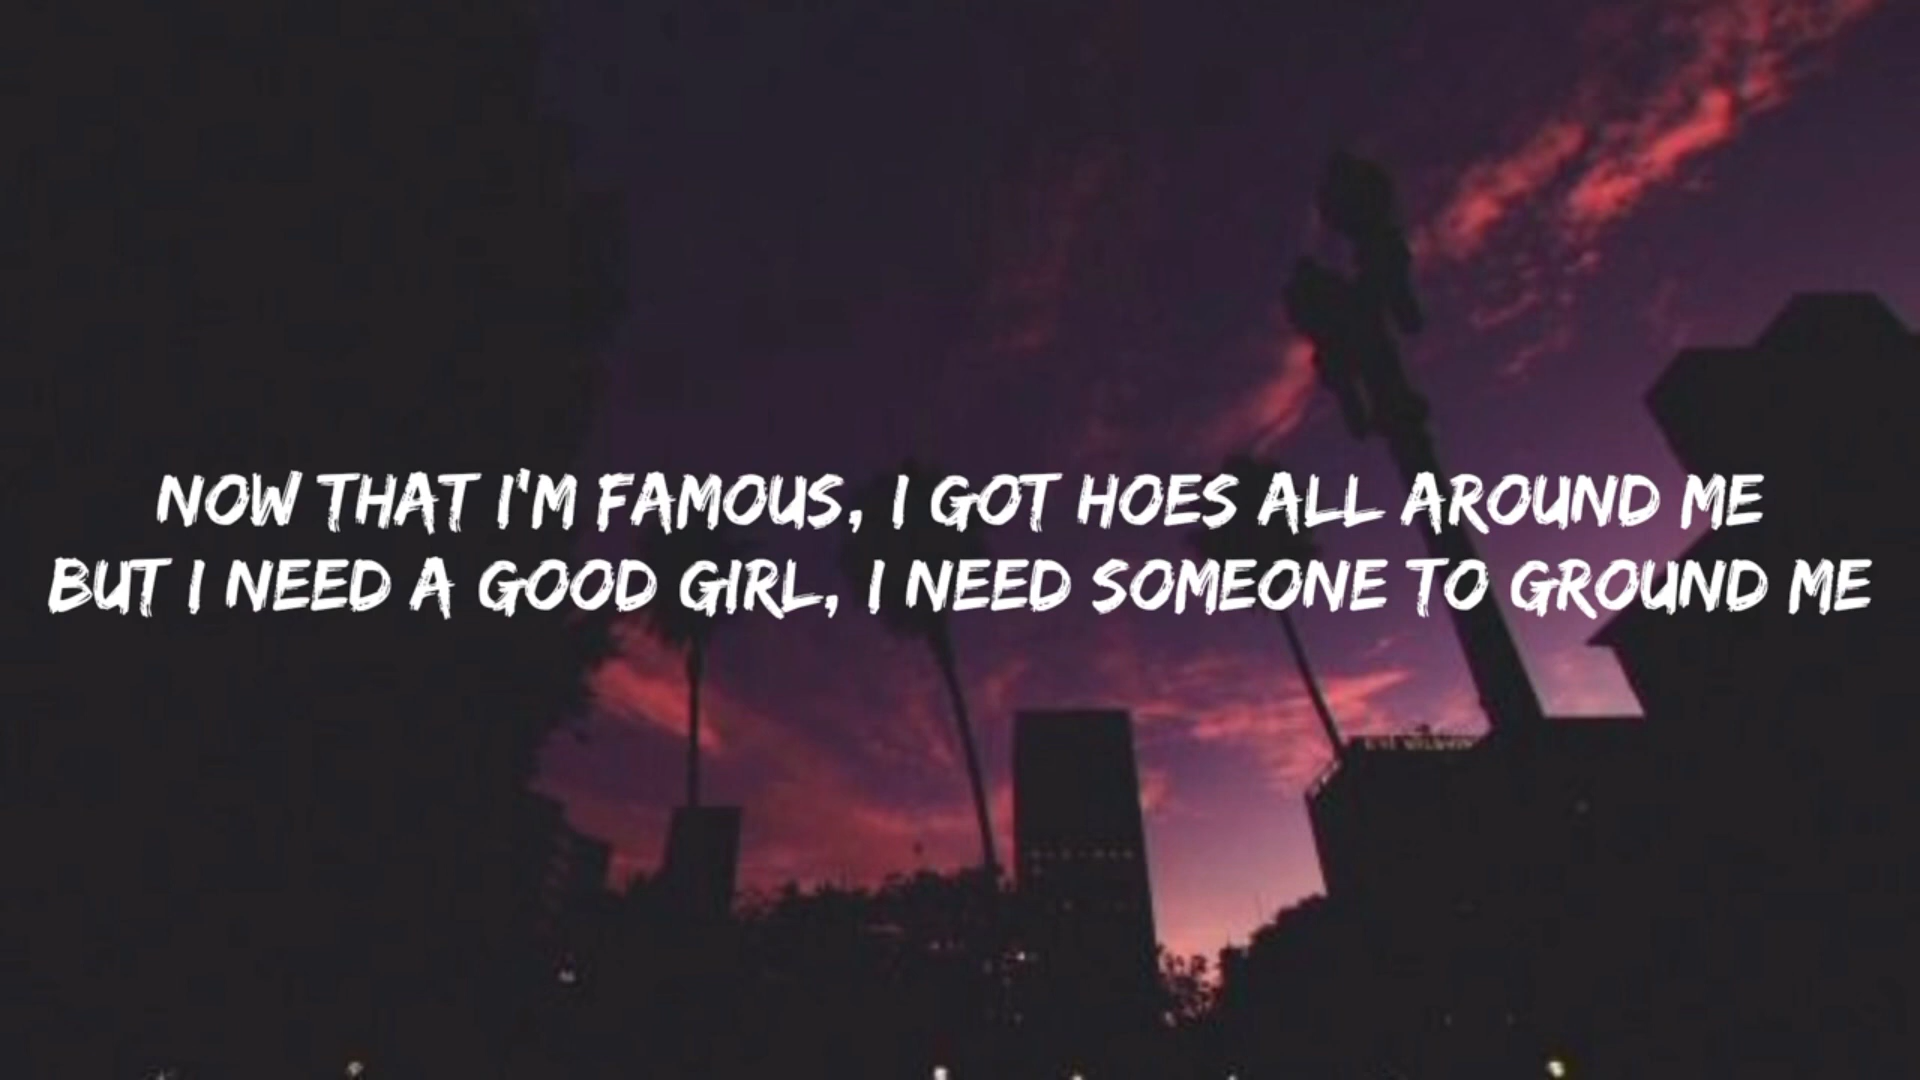 NOW THAT I'M FAMOUS, I GOT HOES ALL AROUND ME
BUT I NEED A GOOD GIRL, I NEED SOMEONE TO GROUND ME